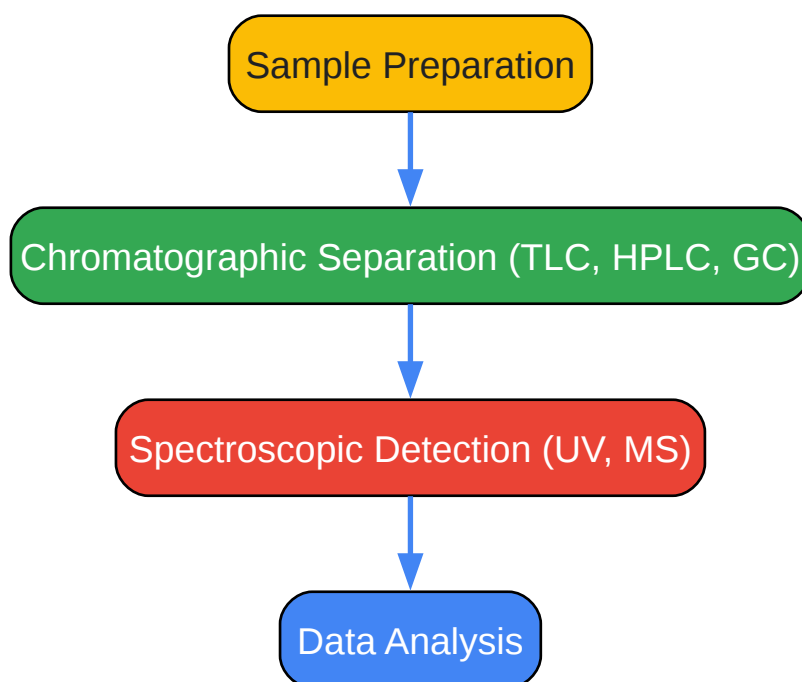 Sample Preparation
Chromatographic Separation (TLC, HPLC, GC)
Spectroscopic Detection (UV, MS)
Data Analysis